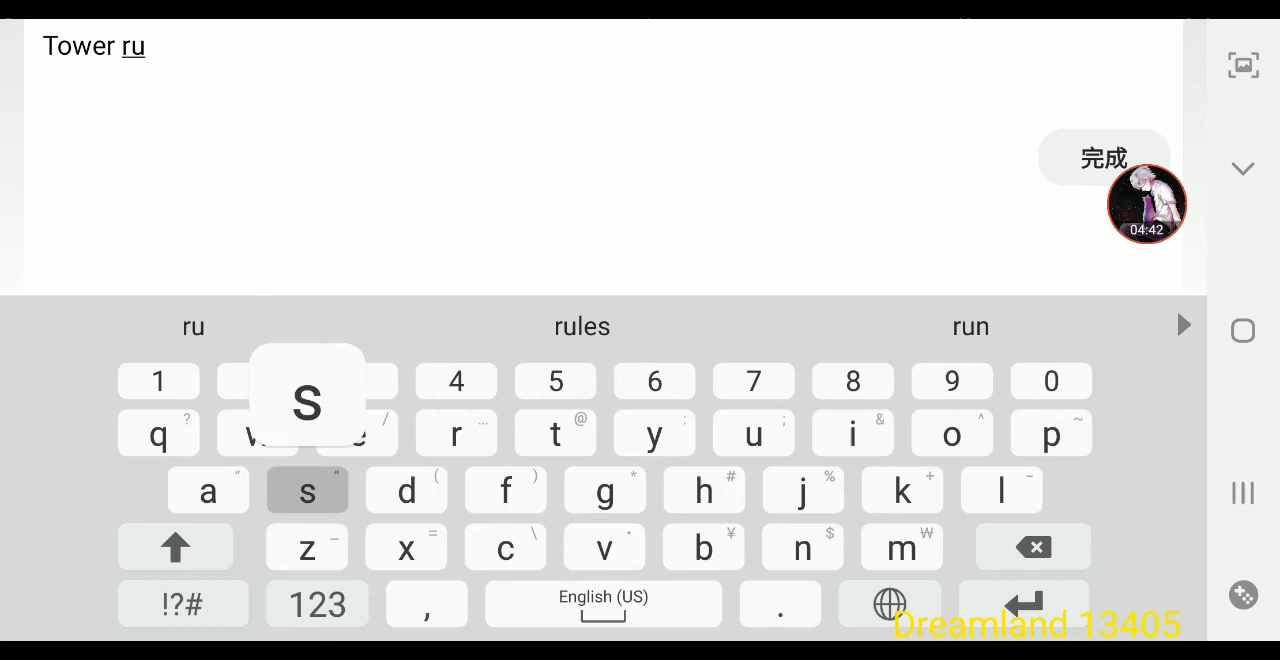 Tower ru
完成
04:42
ru rules run
1 4 5 6 7 8 9 0
s
q ? w e / r ... t @ y : u ; i & o ^ p ~
a “ s ” d ( f ) g * h # j % k + l -
z _ x = c \ v · b ¥ n $ m ₩
!?# 123 , English (US) .
Dreamland 13405